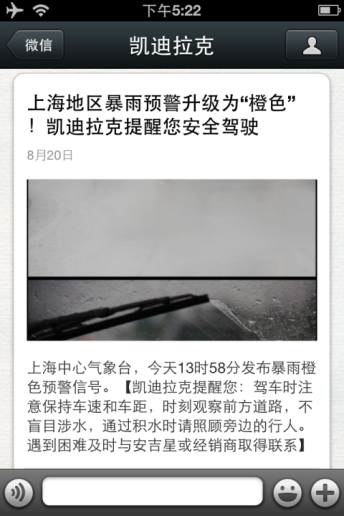 下午5:22
微信
凯迪拉克
上海地区暴雨预警升级为“橙色”
！凯迪拉克提醒您安全驾驶
8月20日
上海中心气象台，今天13时58分发布暴雨橙
色预警信号。【凯迪拉克提醒您：驾车时注
意保持车速和车距，时刻观察前方道路，不
盲目涉水，通过积水时请照顾旁边的行人。
遇到困难及时与安吉星或经销商取得联系】